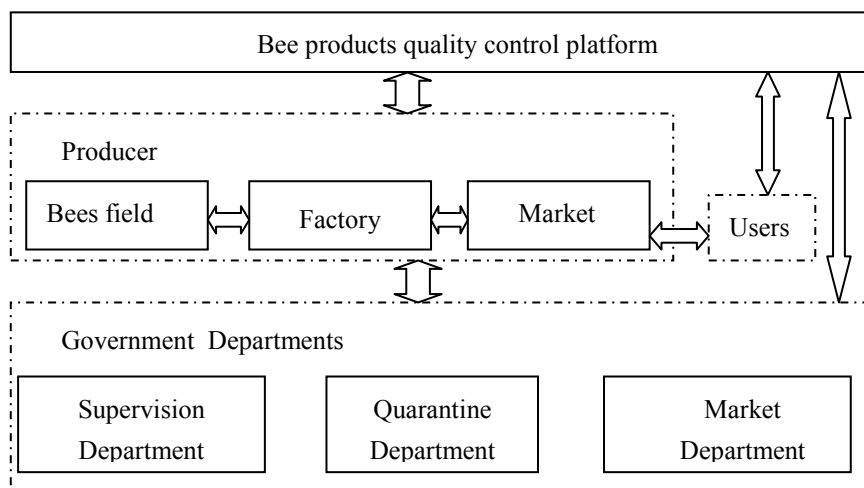 Bee products quality control platform
Producer
Bees field
Factory
Market
Users
Government Departments
Supervision
Department
Quarantine
Department
Market
Department